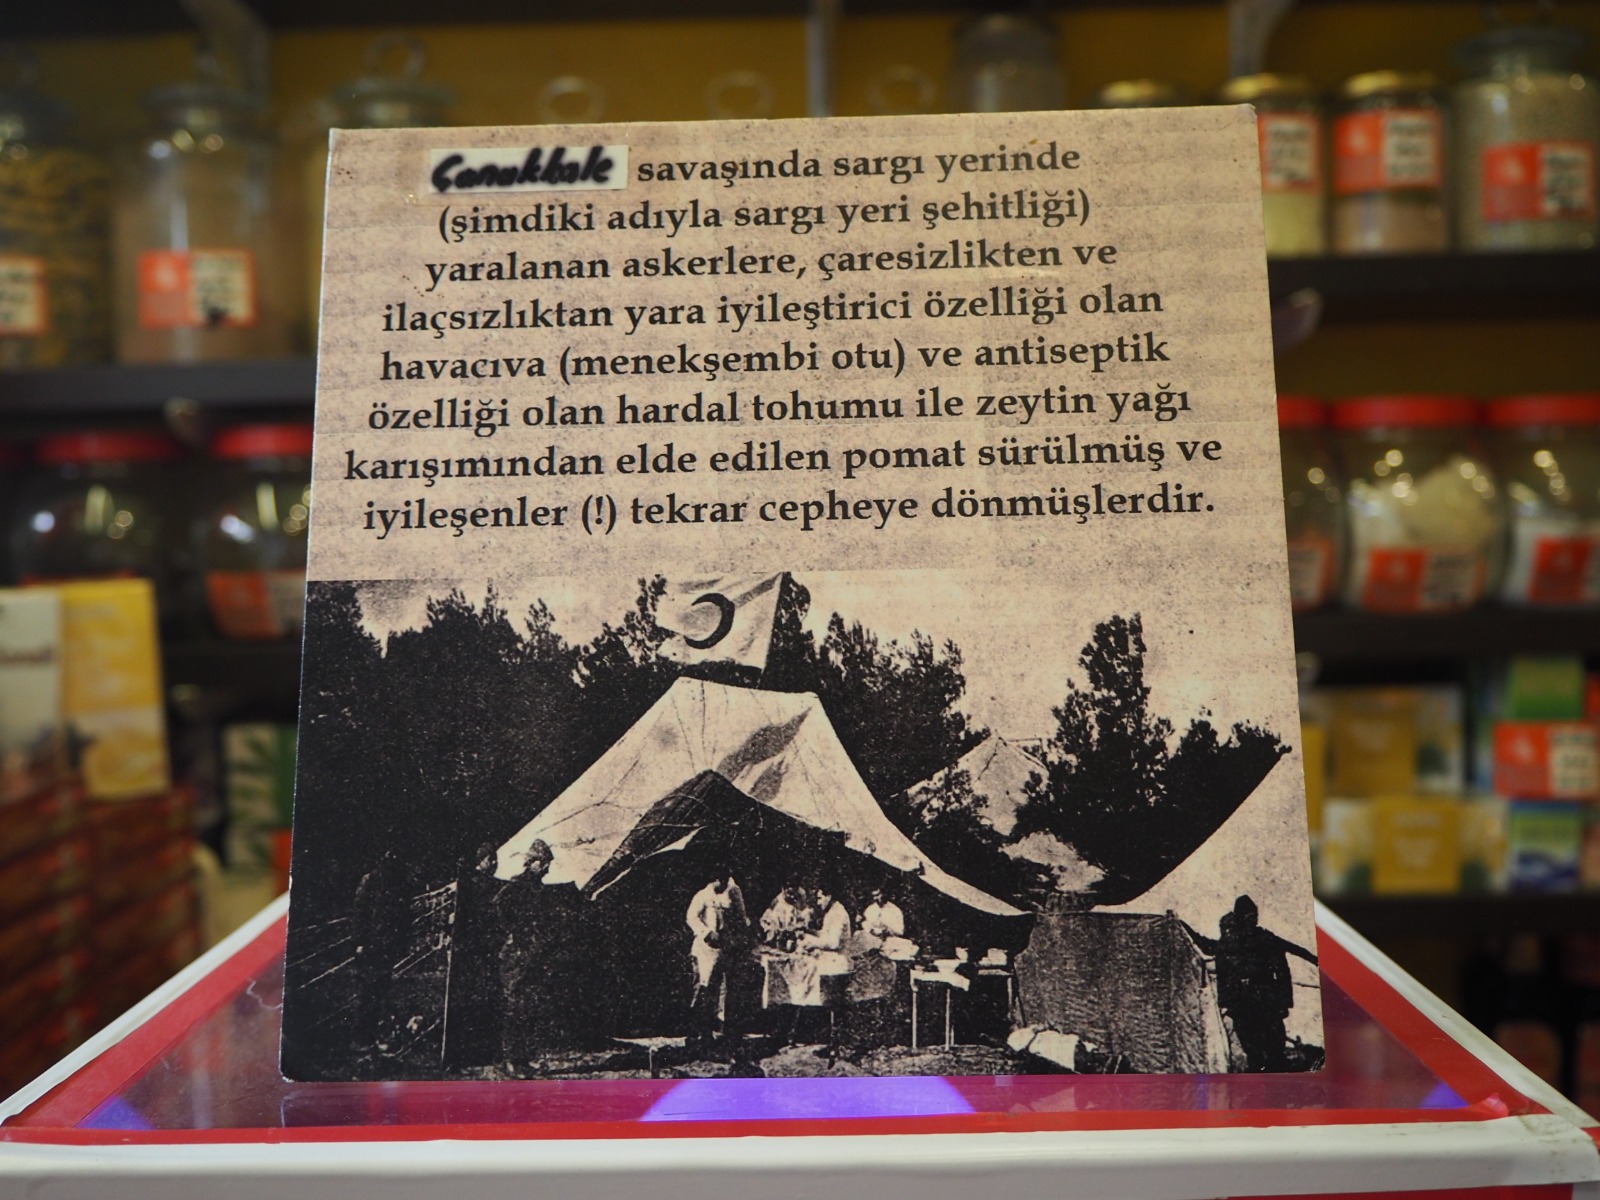 Çanakkale savaşında sargı yerinde
(şimdiki adıyla sargı yeri şehitliği)
yaralanan askerlere, çaresizlikten ve
ilaçsızlıktan yara iyileştirici özelliği olan
havacıva (menekşembi otu) ve antiseptik
özelliği olan hardal tohumu ile zeytin yağı
karışımından elde edilen pomat sürülmüş ve
iyileşenler (!) tekrar cepheye dönmüşlerdir.